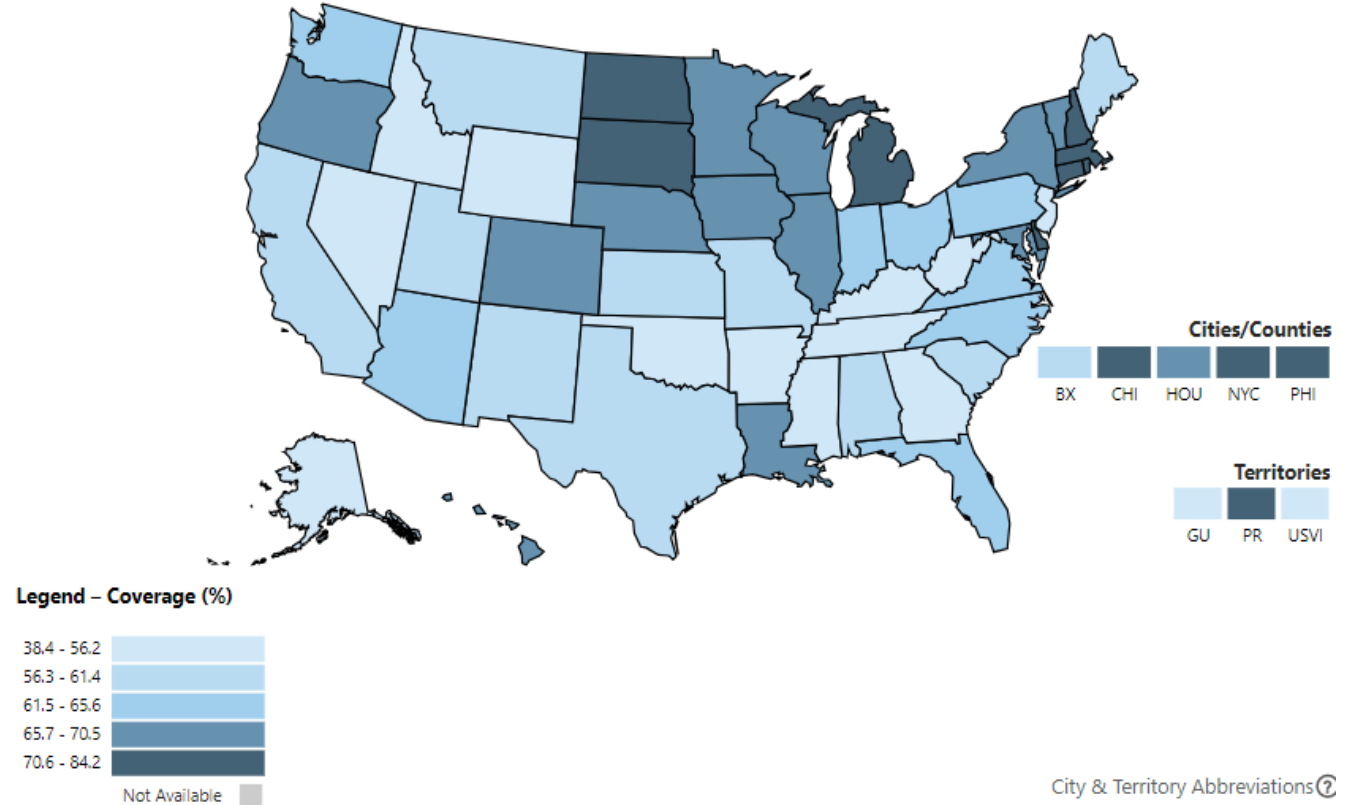 Cities/Counties
BX CHI HOU NYC PHI
Territories
GU PR USVI
Legend – Coverage (%)
38.4 - 56.2
56.3 - 61.4
61.5 - 65.6
65.7 - 70.5
70.6 - 84.2
Not Available
City & Territory Abbreviations?